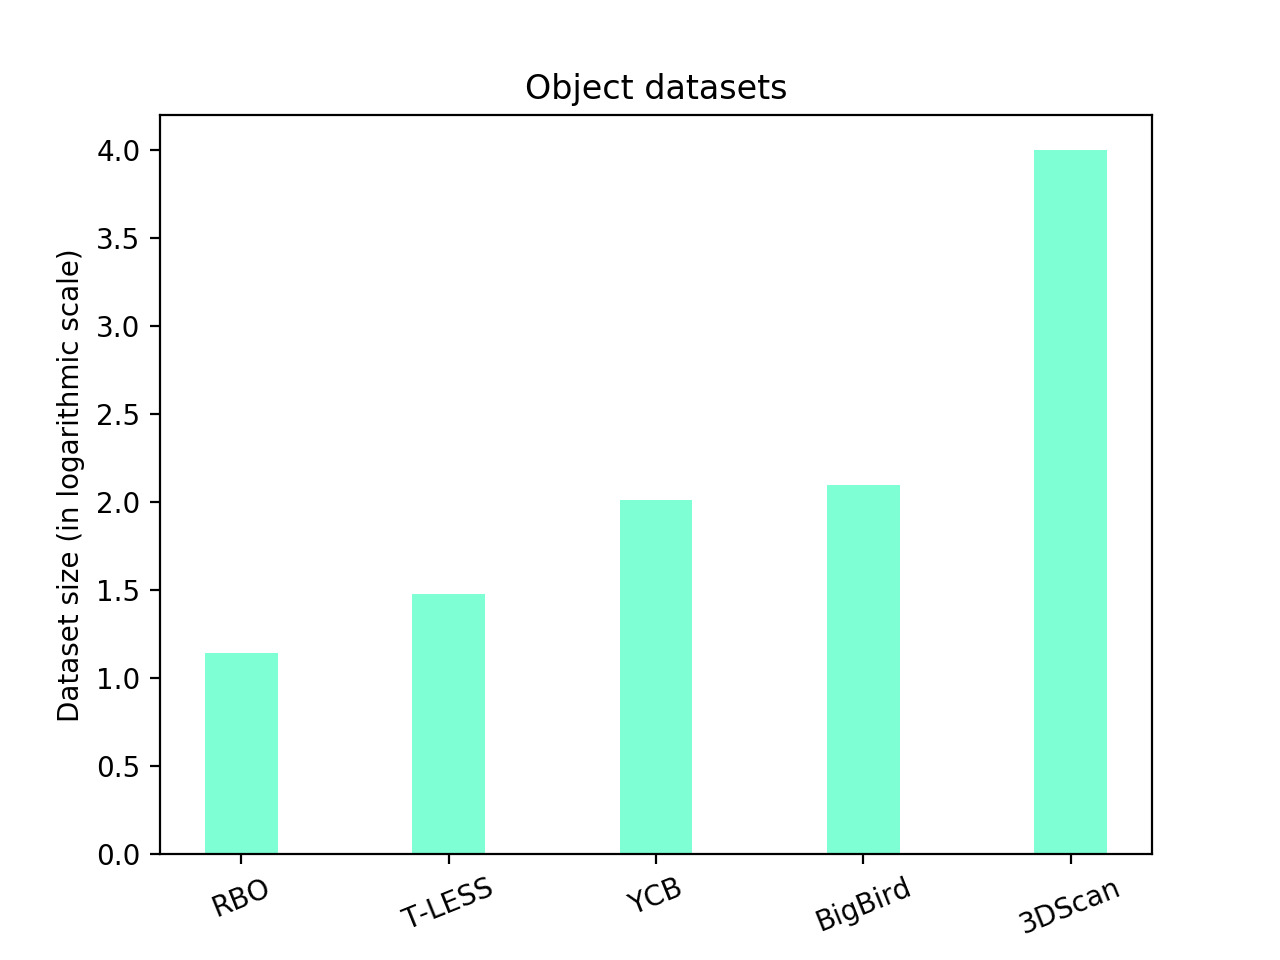 Object datasets
Dataset size (in logarithmic scale)
4.0
3.5
3.0
2.5
2.0
1.5
1.0
0.5
0.0
RBO
T-LESS
YCB
BigBird
3DScan